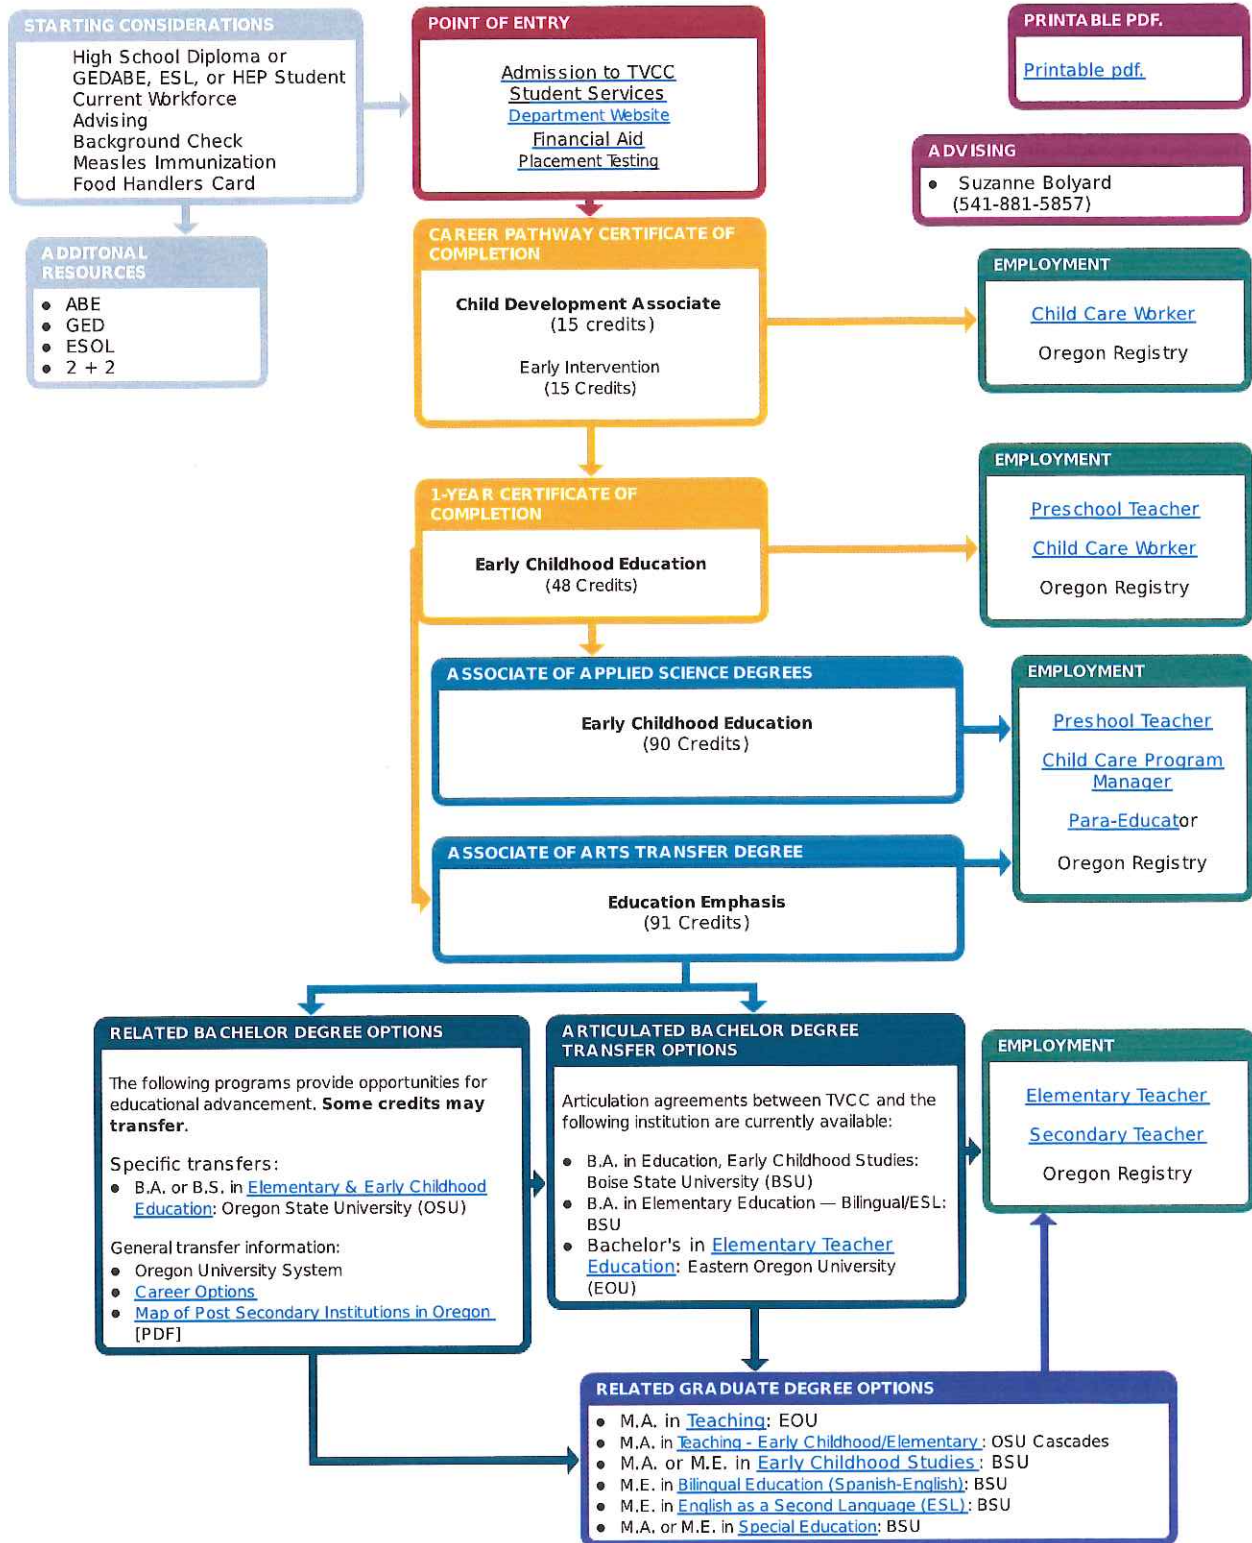 STARTING CONSIDERATIONS
High School Diploma or
GEDABE, ESL, or HEP Student
Current Workforce
Advising
Background Check
Measles Immunization
Food Handlers Card
POINT OF ENTRY
Admission to TVCC
Student Services
Department Website
Financial Aid
Placement Testing
PRINTABLE PDF.
Printable pdf.
ADVISING
● Suzanne Bolyard
(541-881-5857)
ADDITONAL
RESOURCES
● ABE
● GED
● ESOL
● 2 + 2
CAREER PATHWAY CERTIFICATE OF
COMPLETION
Child Development Associate
(15 credits)
Early Intervention
(15 Credits)
EMPLOYMENT
Child Care Worker
Oregon Registry
1-YEAR CERTIFICATE OF
COMPLETION
Early Childhood Education
(48 Credits)
EMPLOYMENT
Preschool Teacher
Child Care Worker
Oregon Registry
ASSOCIATE OF APPLIED SCIENCE DEGREES
Early Childhood Education
(90 Credits)
EMPLOYMENT
Preshool Teacher
Child Care Program
Manager
Para-Educator
Oregon Registry
ASSOCIATE OF ARTS TRANSFER DEGREE
Education Emphasis
(91 Credits)
RELATED BACHELOR DEGREE OPTIONS
The following programs provide opportunities for
educational advancement. Some credits may
transfer.
Specific transfers:
● B.A. or B.S. in Elementary & Early Childhood
Education: Oregon State University (OSU)
General transfer information:
● Oregon University System
● Career Options
● Map of Post Secondary Institutions in Oregon
[PDF]
ARTICULATED BACHELOR DEGREE
TRANSFER OPTIONS
Articulation agreements between TVCC and the
following institution are currently available:
● B.A. in Education, Early Childhood Studies:
Boise State University (BSU)
● B.A. in Elementary Education — Bilingual/ESL:
BSU
● Bachelor's in Elementary Teacher
Education: Eastern Oregon University
(EOU)
EMPLOYMENT
Elementary Teacher
Secondary Teacher
Oregon Registry
RELATED GRADUATE DEGREE OPTIONS
● M.A. in Teaching: EOU
● M.A. in Teaching - Early Childhood/Elementary: OSU Cascades
● M.A. or M.E. in Early Childhood Studies: BSU
● M.E. in Bilingual Education (Spanish-English): BSU
● M.E. in English as a Second Language (ESL): BSU
● M.A. or M.E. in Special Education: BSU